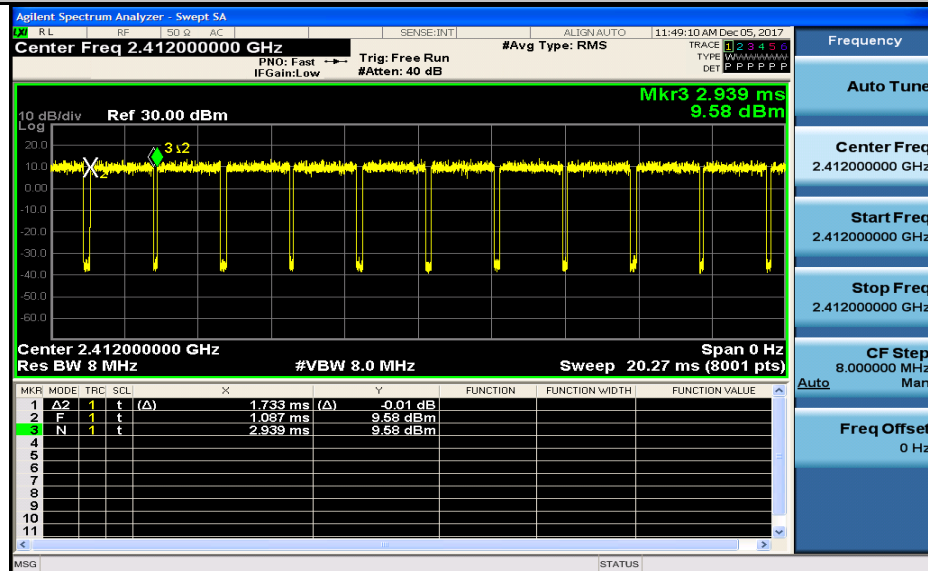 Agilent Spectrum Analyzer - Swept SA
LXI RL RF 50 Ω AC SENSE:INT ALIGN AUTO 11:49:10 AM Dec 05, 2017
Center Freq 2.412000000 GHz
PNO: Fast
IFGain:Low
Trig: Free Run
#Atten: 40 dB
#Avg Type: RMS
TRACE 1 2 3 4 5 6
TYPE WWWWWW
DET P P P P P P
Mkr3 2.939 ms
9.58 dBm
10 dB/div Ref 30.00 dBm
Log
20.0
10.0
0.00
-10.0
-20.0
-30.0
-40.0
-50.0
-60.0
2
3
2
Center 2.412000000 GHz Span 0 Hz
Res BW 8 MHz #VBW 8.0 MHz Sweep 20.27 ms (8001 pts)
MKR MODE TRC SCL X Y FUNCTION FUNCTION WIDTH FUNCTION VALUE
1 Δ2 1 t (Δ) 1.733 ms (Δ) -0.01 dB
2 F 1 t 1.087 ms 9.58 dBm
3 N 1 t 2.939 ms 9.58 dBm
4
5
6
7
8
9
10
11
MSG STATUS
Frequency
Auto Tune
Center Freq
2.412000000 GHz
Start Freq
2.412000000 GHz
Stop Freq
2.412000000 GHz
CF Step
8.000000 MHz
Auto Man
Freq Offset
0 Hz